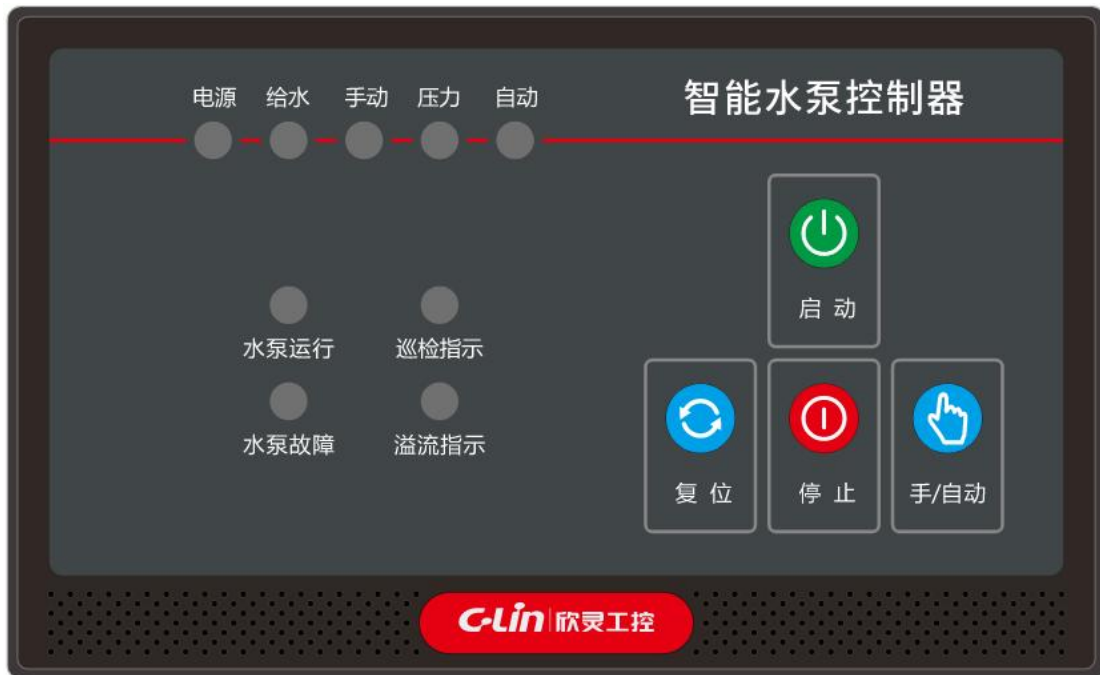 电源 给水 手动 压力 自动
智能水泵控制器
启动
水泵运行 巡检指示
水泵故障 溢流指示
复位 停止 手/自动
C-Lin 欣灵工控